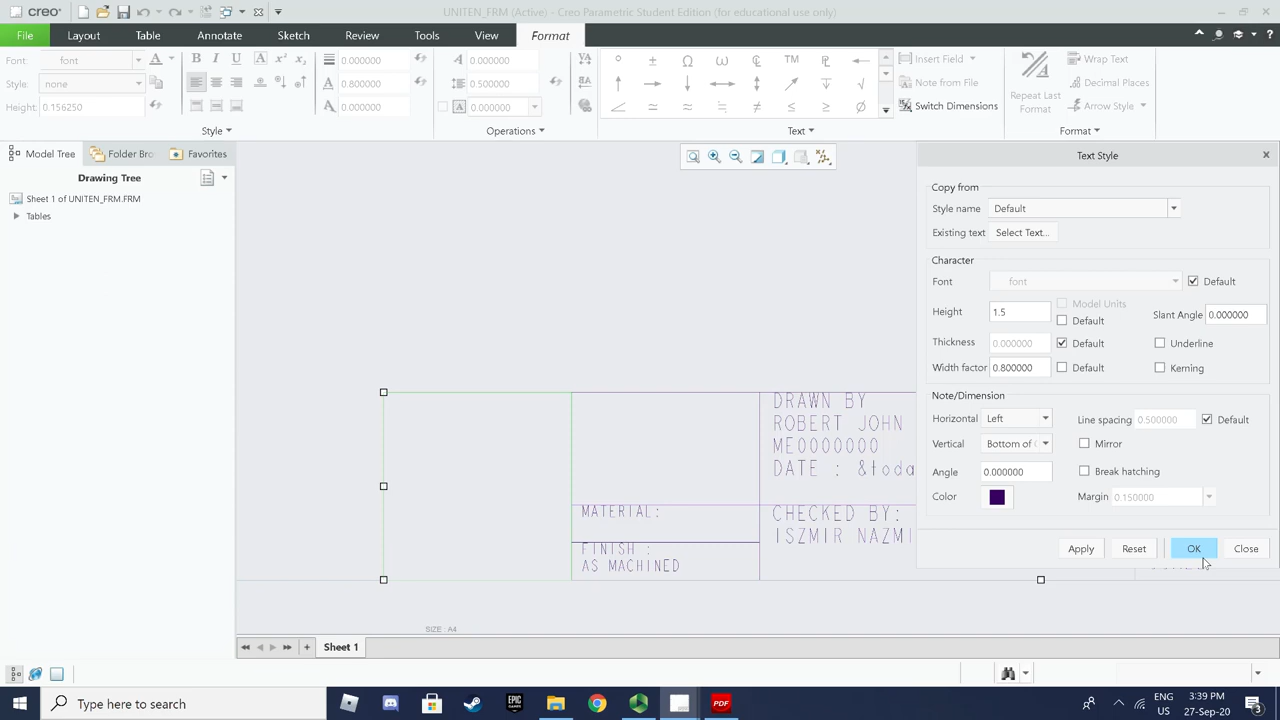 creo
UNITEN_FRM (Active) - Creo Parametric Student Edition (for educational use only)
File
Layout
Table
Annotate
Sketch
Review
Tools
View
Format
Font:
font
Style:
none
Height:
0.156250
0.000000
0.800000
0.000000
0.000000
0.500000
0.000000
Insert Field
Note from File
Switch Dimensions
Repeat Last
Format
Wrap Text
Decimal Places
Arrow Style
Style
Operations
Text
Format
Model Tree
Folder Bro
Favorites
Drawing Tree
Sheet 1 of UNITEN_FRM.FRM
Tables
Text Style
Copy from
Style name
Default
Existing text
Select Text...
Character
Font
font
Default
Height
1.5
Model Units
Default
Slant Angle
0.000000
Thickness
0.000000
Default
Underline
Width factor
0.800000
Default
Kerning
Note/Dimension
Horizontal
Left
Line spacing
0.500000
Default
Vertical
Bottom of
Mirror
Angle
0.000000
Break hatching
Color
Margin
0.150000
Apply
Reset
OK
Close
DRAWN BY
ROBERT JOHN
ME0000000
DATE : &toda
MATERIAL:
FINISH :
AS MACHINED
CHECKED BY:
ISZMIR NAZMI
SIZE : A4
Sheet 1
Type here to search
ENG
US
3:39 PM
27-Sep-20